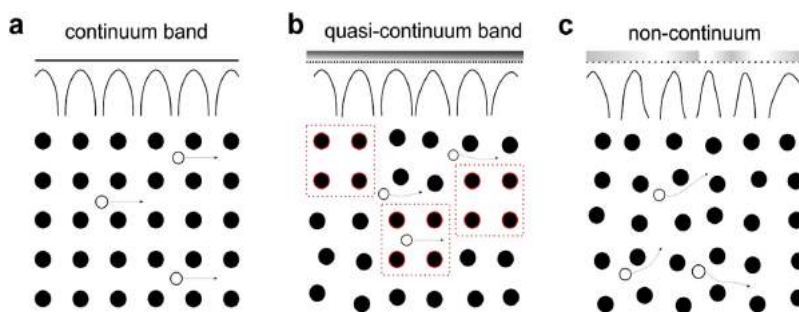 a
continuum band
b
quasi-continuum band
c
non-continuum